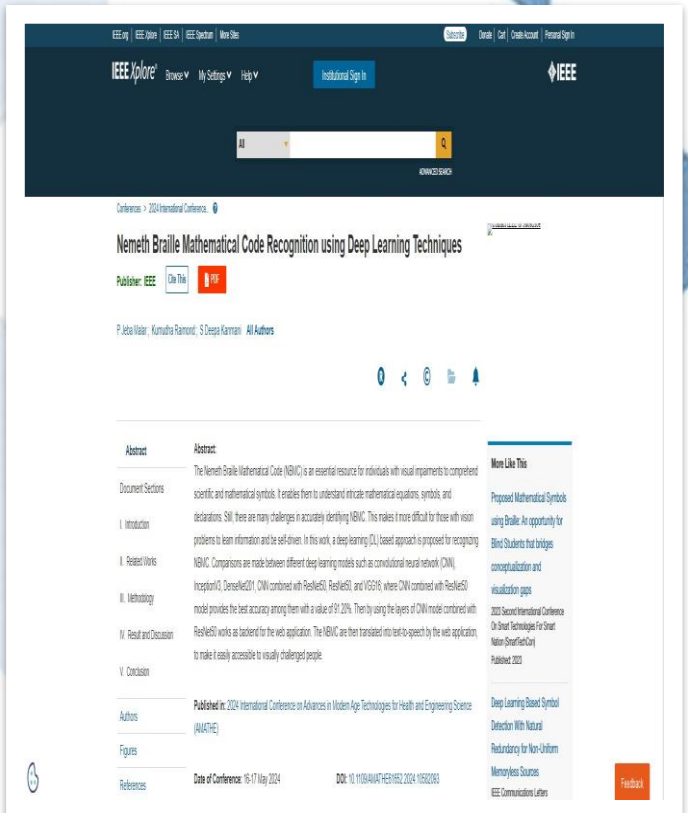 IEEE.org | IEEE Xplore | IEEE SA | IEEE Spectrum | More Sites
Subscribe
Donate | Cart | Create Account | Personal Sign In
IEEE Xplore®
Browse
My Settings
Help
Institutional Sign In
IEEE
All
ADVANCED SEARCH
Conferences > 2024 International Conference...
Nemeth Braille Mathematical Code Recognition using Deep Learning Techniques
Publisher: IEEE
Cite This
PDF
P Jeba Malar; Kumudha Raimond; S Deepa Kanmani All Authors
Abstract
Document Sections
I. Introduction
II. Related Works
III. Methodology
IV. Result and Discussion
V. Conclusion
Authors
Figures
References
Abstract:
The Nemeth Braille Mathematical Code (NBMC) is an essential resource for individuals with visual impairments to comprehend
scientific and mathematical symbols. It enables them to understand intricate mathematical equations, symbols, and
declarations. Still, there are many challenges in accurately identifying NBMC. This makes it more difficult for those with vision
problems to learn information and be self-driven. In this work, a deep learning (DL) based approach is proposed for recognizing
NBMC. Comparisons are made between different deep learning models such as convolutional neural network (CNN),
InceptionV3, DenseNet201, CNN combined with ResNet50, ResNet50, and VGG16, where CNN combined with ResNet50
model provides the best accuracy among them with a value of 91.20%. Then by using the layers of CNN model combined with
ResNet50 works as backend for the web application. The NBMC are then translated into text-to-speech by the web application,
to make it easily accessible to visually challenged people.
Published in: 2024 International Conference on Advances in Modern Age Technologies for Health and Engineering Science
(AMATHE)
Date of Conference: 16-17 May 2024
DOI: 10.1109/AMATHE61652.2024.10582093
More Like This
Proposed Mathematical Symbols
using Braille: An opportunity for
Blind Students that bridges
conceptualization and
visualization gaps
2023 Second International Conference
On Smart Technologies For Smart
Nation (SmartTechCon)
Published: 2023
Deep Learning Based Symbol
Detection With Natural
Redundancy for Non-Uniform
Memoryless Sources
IEEE Communications Letters
Feedback